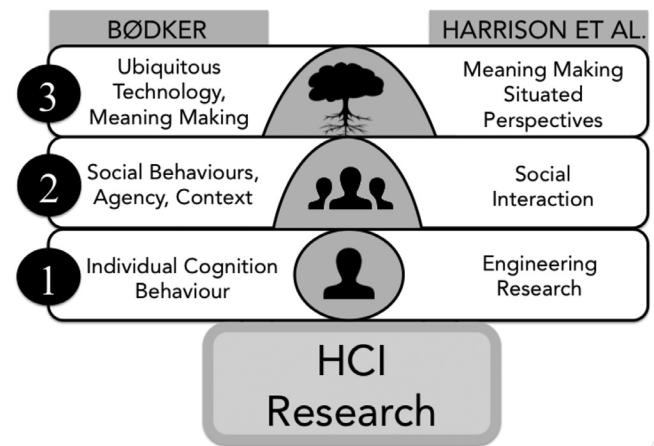 BØDKER
HARRISON ET AL.
3
Ubiquitous
Technology,
Meaning Making
Meaning Making
Situated
Perspectives
2
Social Behaviours,
Agency, Context
Social
Interaction
1
Individual Cognition
Behaviour
Engineering
Research
HCI
Research